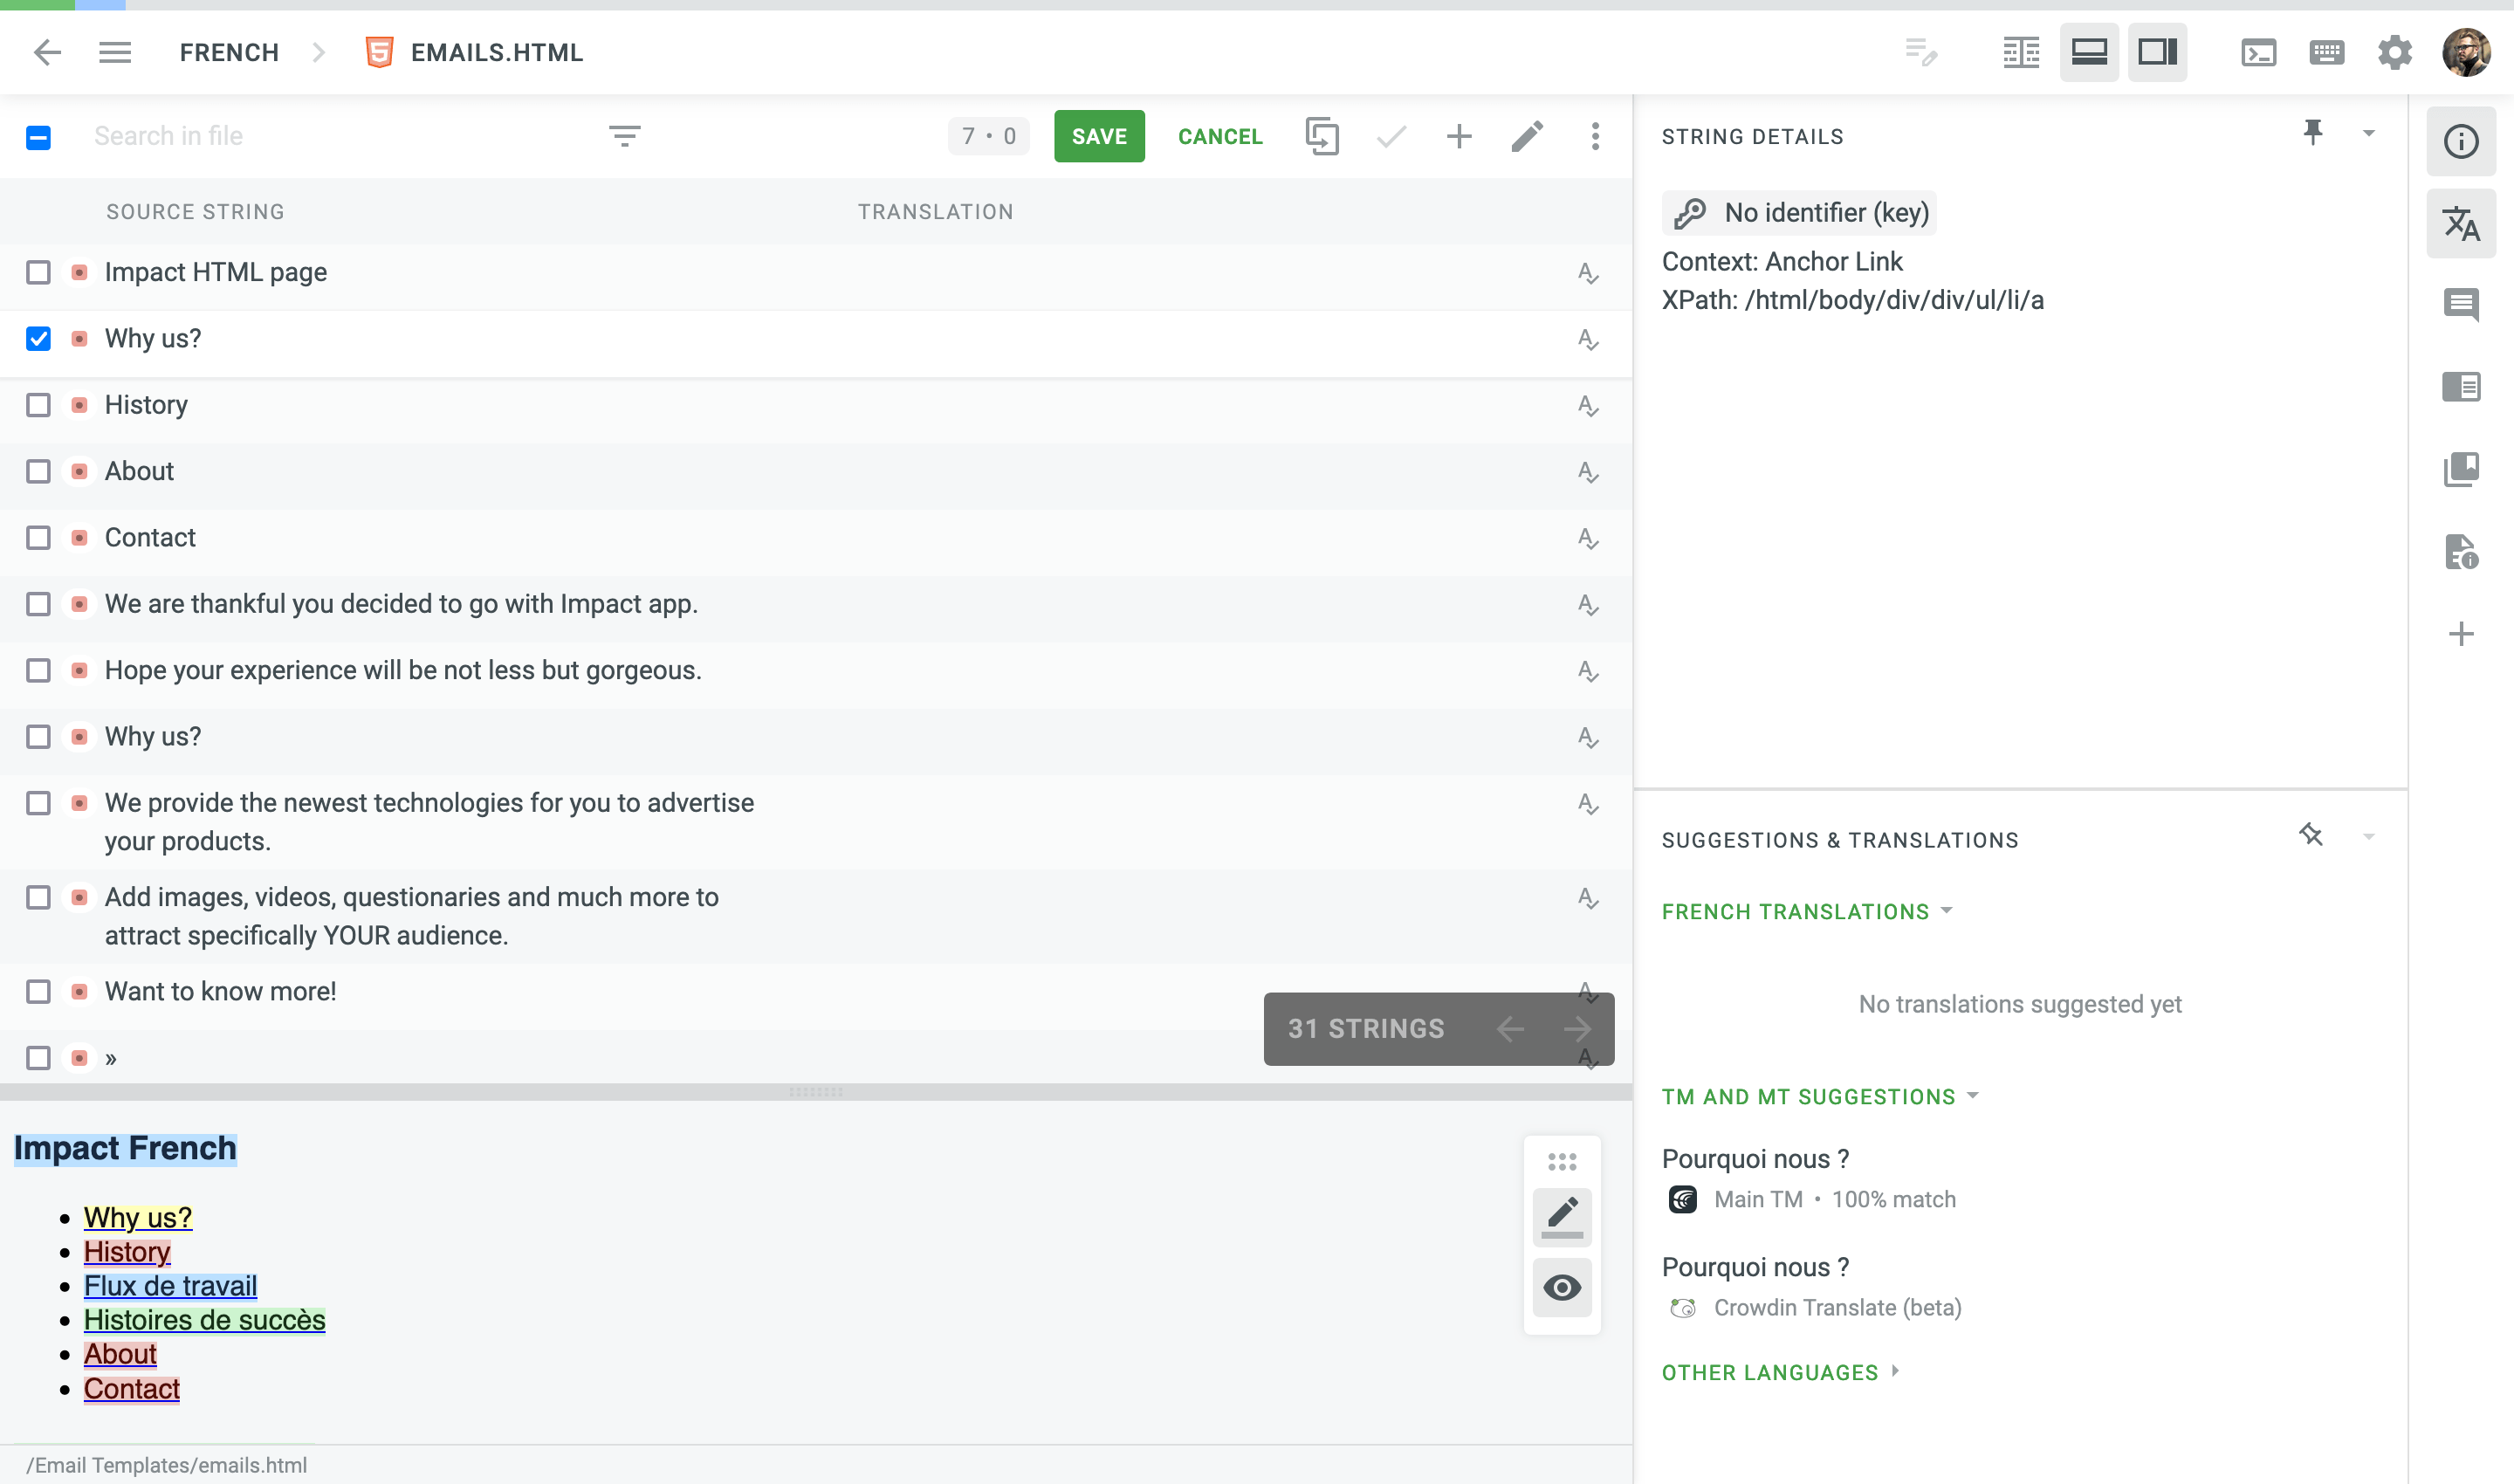 FRENCH
EMAILS.HTML
Search in file
7 • 0
SAVE
CANCEL
SOURCE STRING
TRANSLATION
Impact HTML page
Why us?
History
About
Contact
We are thankful you decided to go with Impact app.
Hope your experience will be not less but gorgeous.
Why us?
We provide the newest technologies for you to advertise
your products.
Add images, videos, questionaries and much more to
attract specifically YOUR audience.
Want to know more!
»
31 STRINGS
Impact French
Why us?
History
Flux de travail
Histoires de succès
About
Contact
/Email Templates/emails.html
STRING DETAILS
No identifier (key)
Context: Anchor Link
XPath: /html/body/div/div/ul/li/a
SUGGESTIONS & TRANSLATIONS
FRENCH TRANSLATIONS
No translations suggested yet
TM AND MT SUGGESTIONS
Pourquoi nous ?
Main TM • 100% match
Pourquoi nous ?
Crowdin Translate (beta)
OTHER LANGUAGES